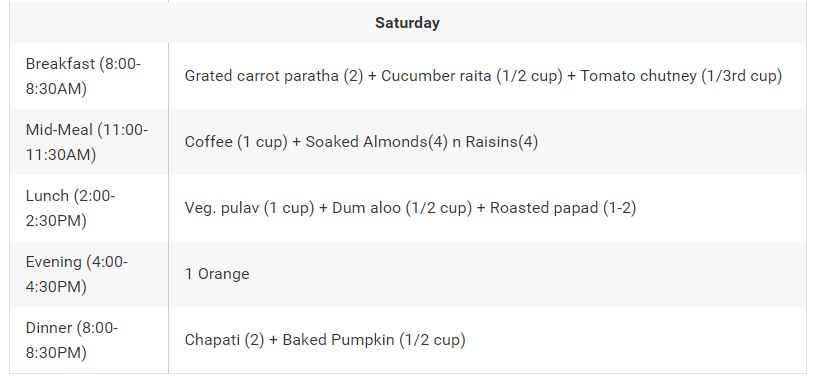 Saturday
Breakfast (8:00-
8:30AM)
Grated carrot paratha (2) + Cucumber raita (1/2 cup) + Tomato chutney (1/3rd cup)
Mid-Meal (11:00-
11:30AM)
Coffee (1 cup) + Soaked Almonds(4) n Raisins(4)
Lunch (2:00-
2:30PM)
Veg. pulav (1 cup) + Dum aloo (1/2 cup) + Roasted papad (1-2)
Evening (4:00-
4:30PM)
1 Orange
Dinner (8:00-
8:30PM)
Chapati (2) + Baked Pumpkin (1/2 cup)